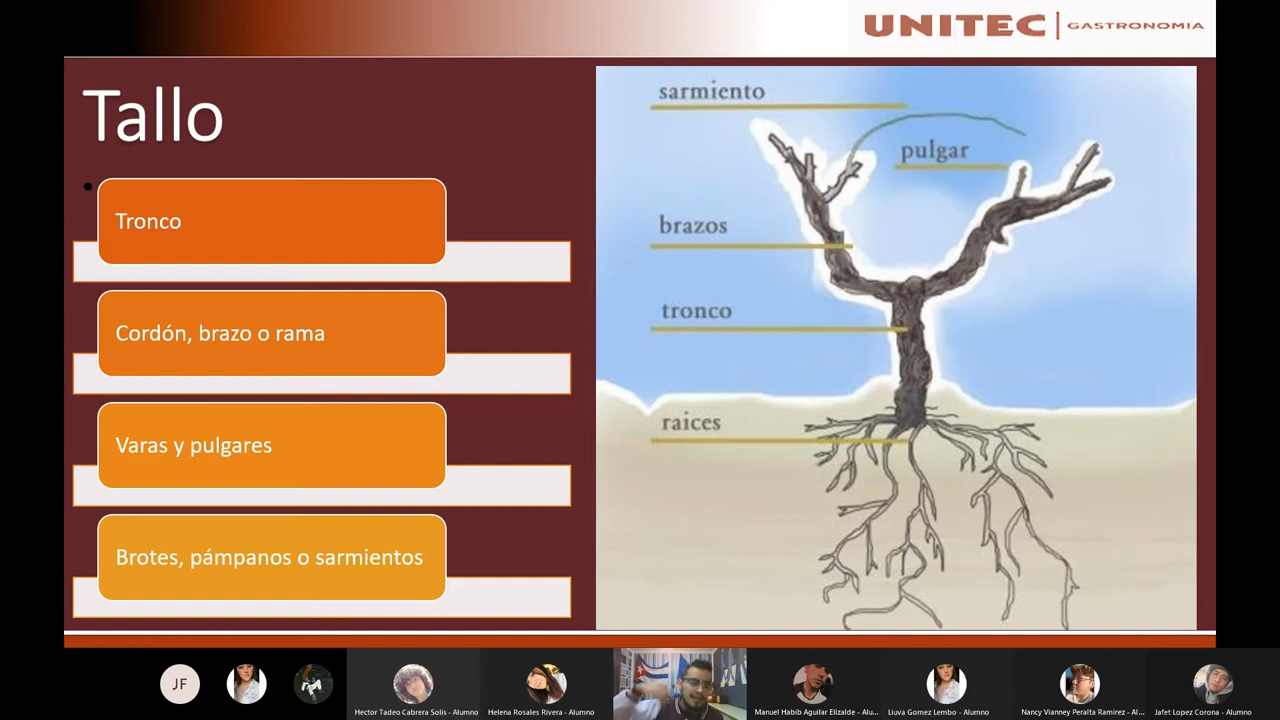 UNITEC | GASTRONOMIA
Tallo
Tronco
Cordón, brazo o rama
Varas y pulgares
Brotes, pámpanos o sarmientos
sarmiento
pulgar
brazos
tronco
raices
JF
Hector Tadeo Cabrera Solis - Alumno
Helena Rosales Rivera - Alumno
Manuel Habib Aguilar Elizalde - Alu...
Liuva Gomez Lembo - Alumno
Nancy Vianney Peralta Ramirez - Al...
Jafet Lopez Corona - Alumno